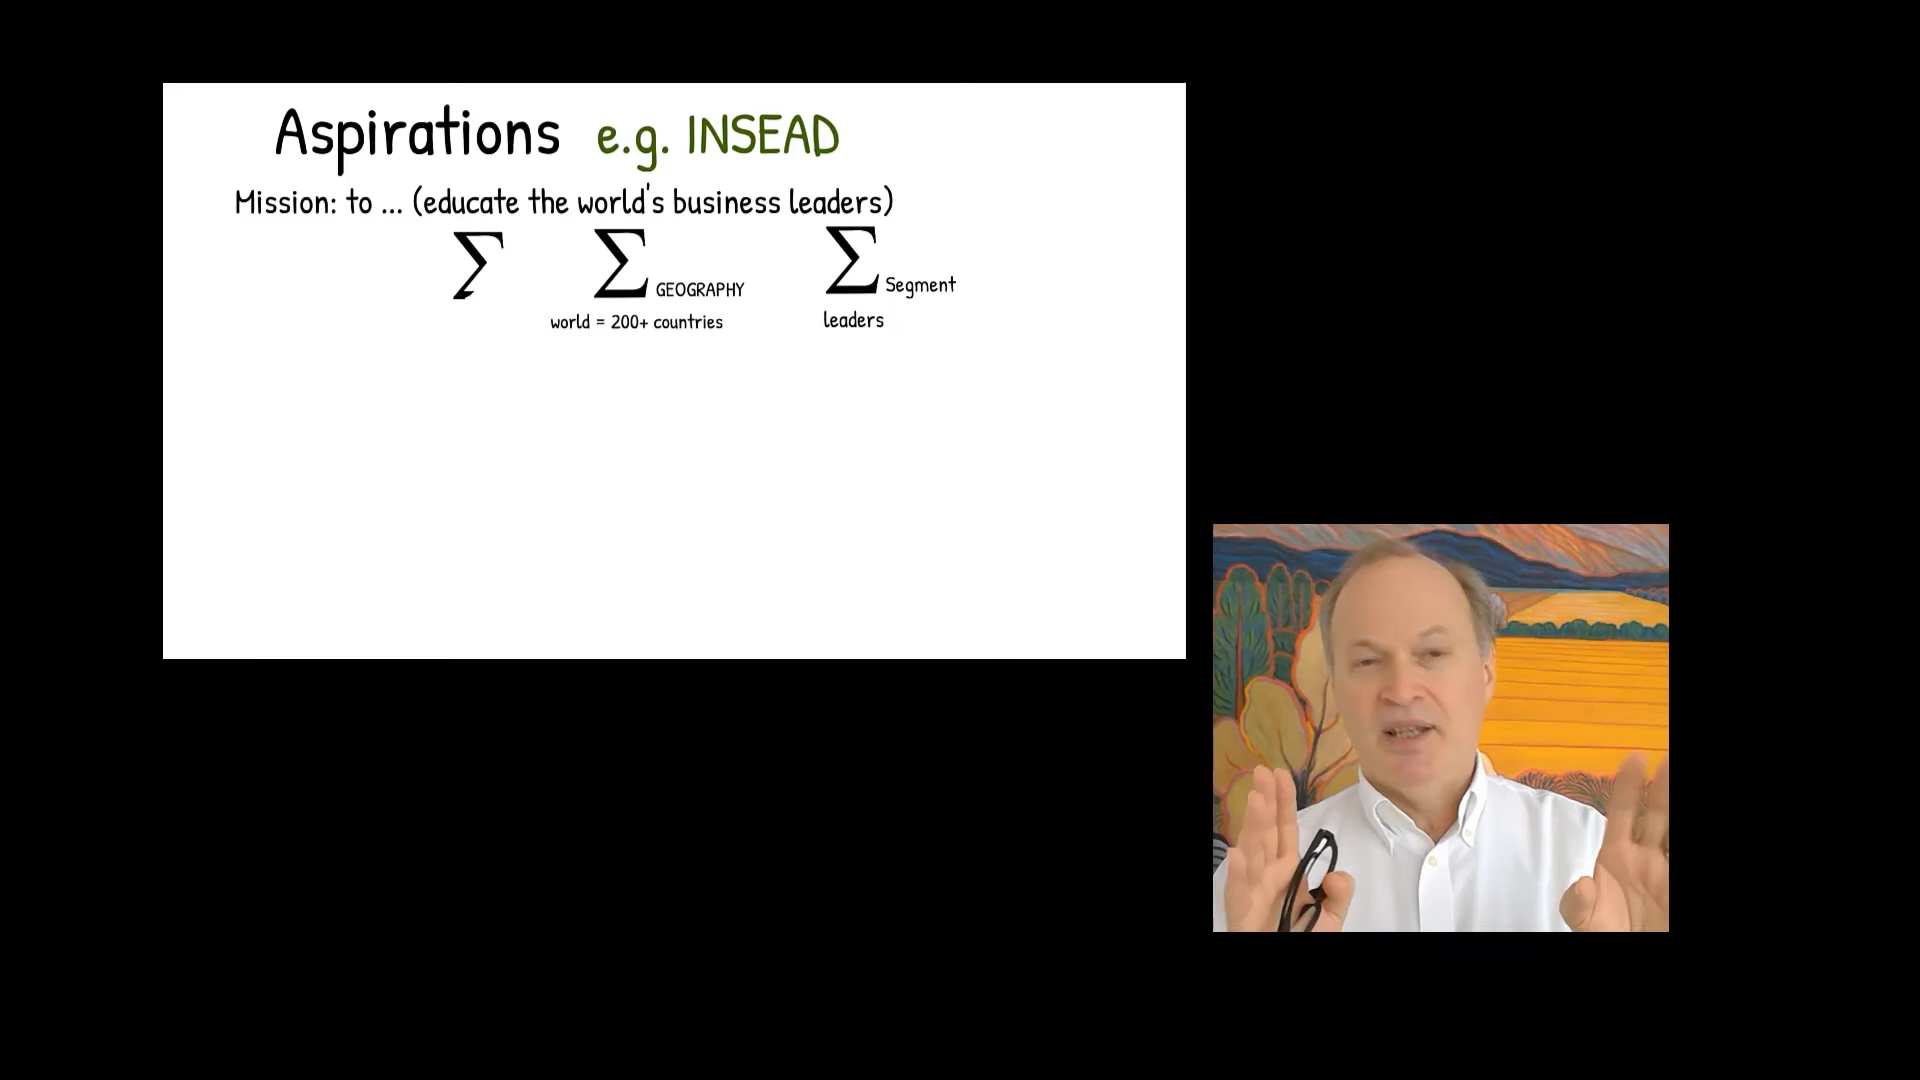 Aspirations e.g. INSEAD
Mission: to ... (educate the world's business leaders)
∑ ∑ GEOGRAPHY ∑ Segment
world = 200+ countries leaders